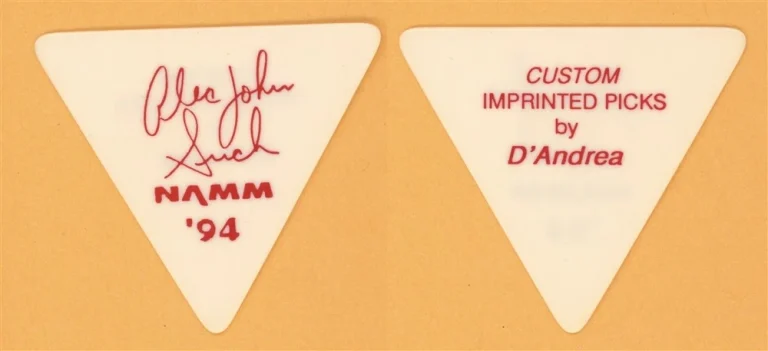 Alec John
Such
NAMM
'94
CUSTOM
IMPRINTED PICKS
by
D'Andrea